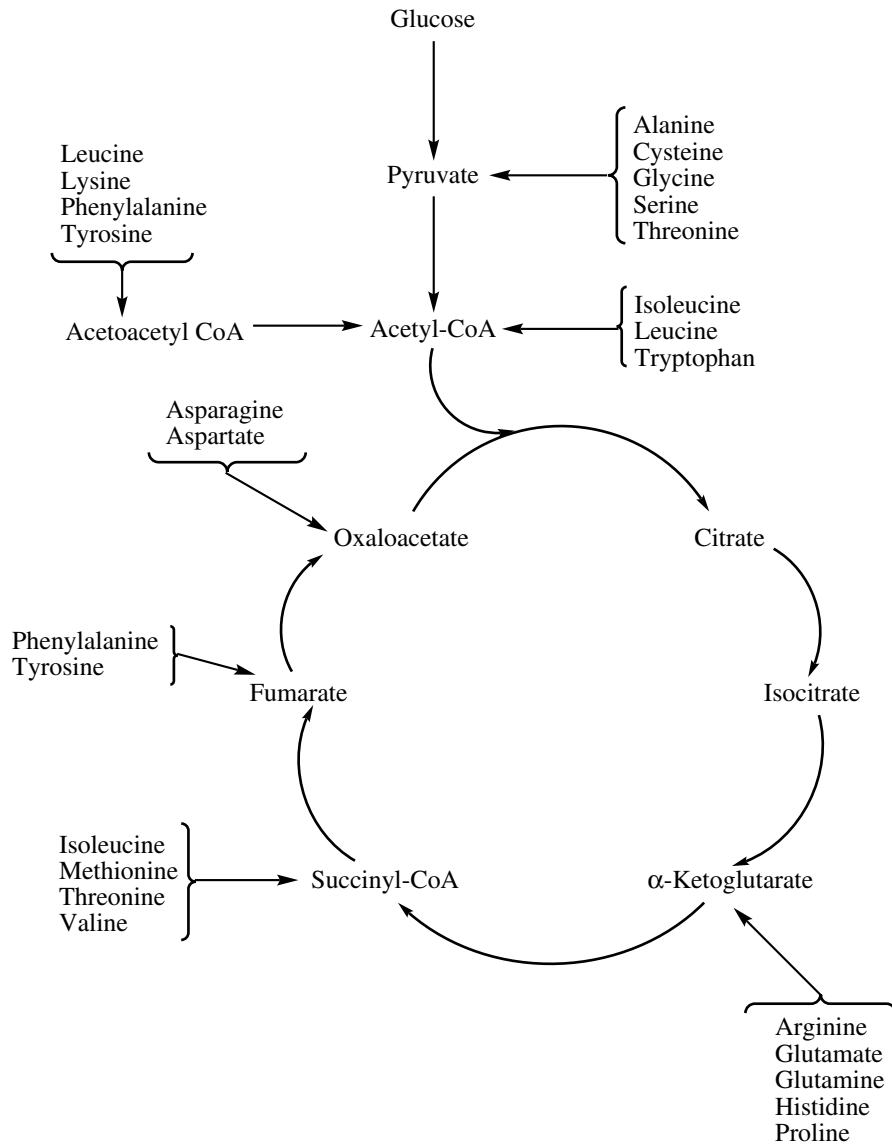 Glucose
Alanine
Cysteine
Glycine
Serine
Threonine
Pyruvate
Leucine
Lysine
Phenylalanine
Tyrosine
Acetoacetyl CoA
Acetyl-CoA
Isoleucine
Leucine
Tryptophan
Asparagine
Aspartate
Oxaloacetate
Citrate
Phenylalanine
Tyrosine
Fumarate
Isocitrate
Isoleucine
Methionine
Threonine
Valine
Succinyl-CoA
α-Ketoglutarate
Arginine
Glutamate
Glutamine
Histidine
Proline